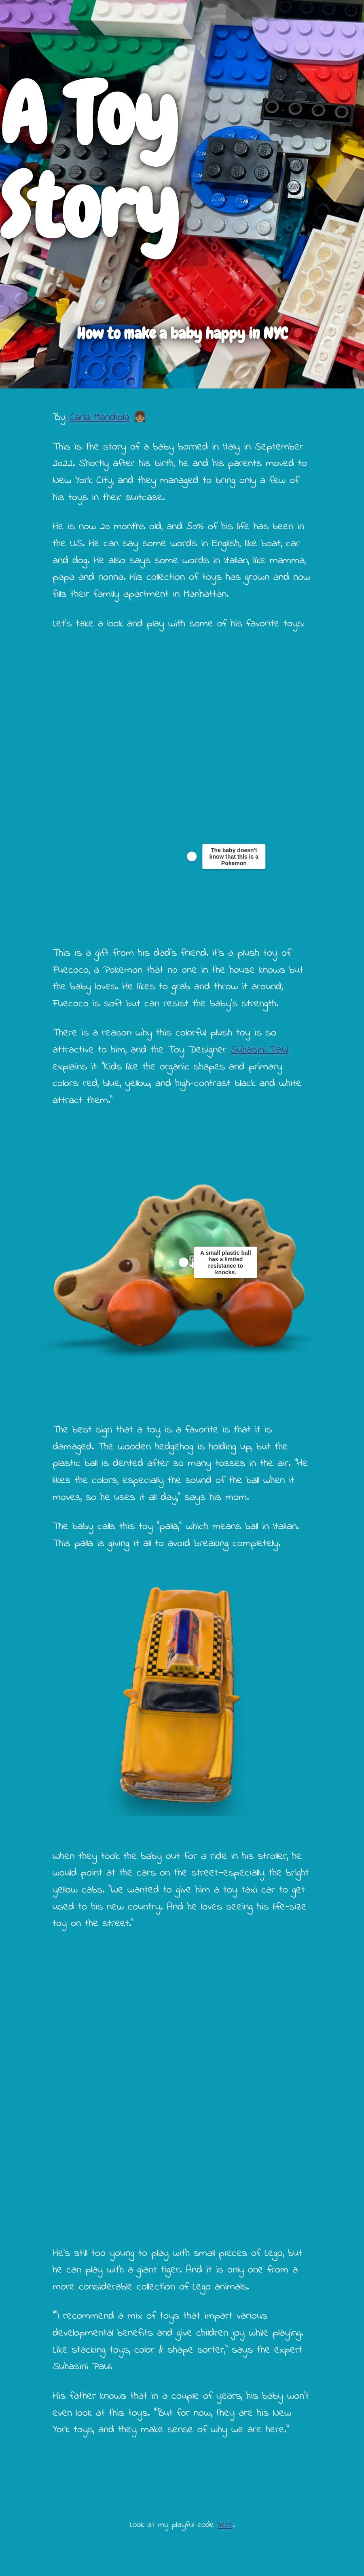 A Toy
Story
How to make a baby happy in NYC
By Carla Mandiola 👧🏽
This is the story of a baby borned in Italy in September
2022. Shortly after his birth, he and his parents moved to
New York City, and they managed to bring only a few of
his toys in their suitcase.
He is now 20 months old, and 50% of his life has been in
the U.S. He can say some words in English, like boat, car
and dog. He also says some words in Italian, like mamma,
papa and nonna. His collection of toys has grown and now
fills their family apartment in Manhattan.
Let's take a look and play with some of his favorite toys:
The baby doesn't
know that this is a
Pokemon
This is a gift from his dad's friend. It's a plush toy of
Fuecoco, a Pokemon that no one in the house knows but
the baby loves. He likes to grab and throw it around;
Fuecoco is soft but can resist the baby's strength.
There is a reason why this colorful plush toy is so
attractive to him, and the Toy Designer Suhasini Paul
explains it "Kids like the organic shapes and primary
colors: red, blue, yellow, and high-contrast black and white
attract them."
A small plastic ball
has a limited
resistance to
knocks.
The best sign that a toy is a favorite is that it is
damaged. The wooden hedgehog is holding up, but the
plastic ball is dented after so many tosses in the air. "He
likes the colors, especially the sound of the ball when it
moves, so he uses it all day," says his mom.
The baby calls this toy "palla," which means ball in Italian.
This palla is giving it all to avoid breaking completely.
TAXI
When they took the baby out for a ride in his stroller, he
would point at the cars on the street—especially the bright
yellow cabs. "We wanted to give him a toy taxi car to get
used to his new country. And he loves seeing his life-size
toy on the street."
He's still too young to play with small pieces of Lego, but
he can play with a giant tiger. And it is only one from a
more considerable collection of Lego animals.
"I recommend a mix of toys that impart various
developmental benefits and give children joy while playing.
Like stacking toys, color & shape sorter," says the expert
Suhasini Paul.
His father knows that in a couple of years, his baby won't
even look at this toys. "But for now, they are his New
York toys, and they make sense of why we are here."
Look at my playful code here.